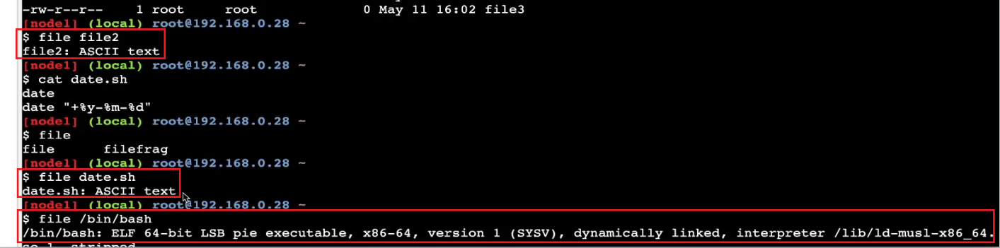 -rw-r--r-- 1 root root 0 May 11 16:02 file3
[node1] (local) root@192.168.0.28 ~
$ file file2
file2: ASCII text
[node1] (local) root@192.168.0.28 ~
$ cat date.sh
date
date "+%y-%m-%d"
[node1] (local) root@192.168.0.28 ~
$ file
file filefrag
[node1] (local) root@192.168.0.28 ~
$ file date.sh
date.sh: ASCII text
[node1] (local) root@192.168.0.28 ~
$ file /bin/bash
/bin/bash: ELF 64-bit LSB pie executable, x86-64, version 1 (SYSV), dynamically linked, interpreter /lib/ld-musl-x86_64.
so.1, stripped